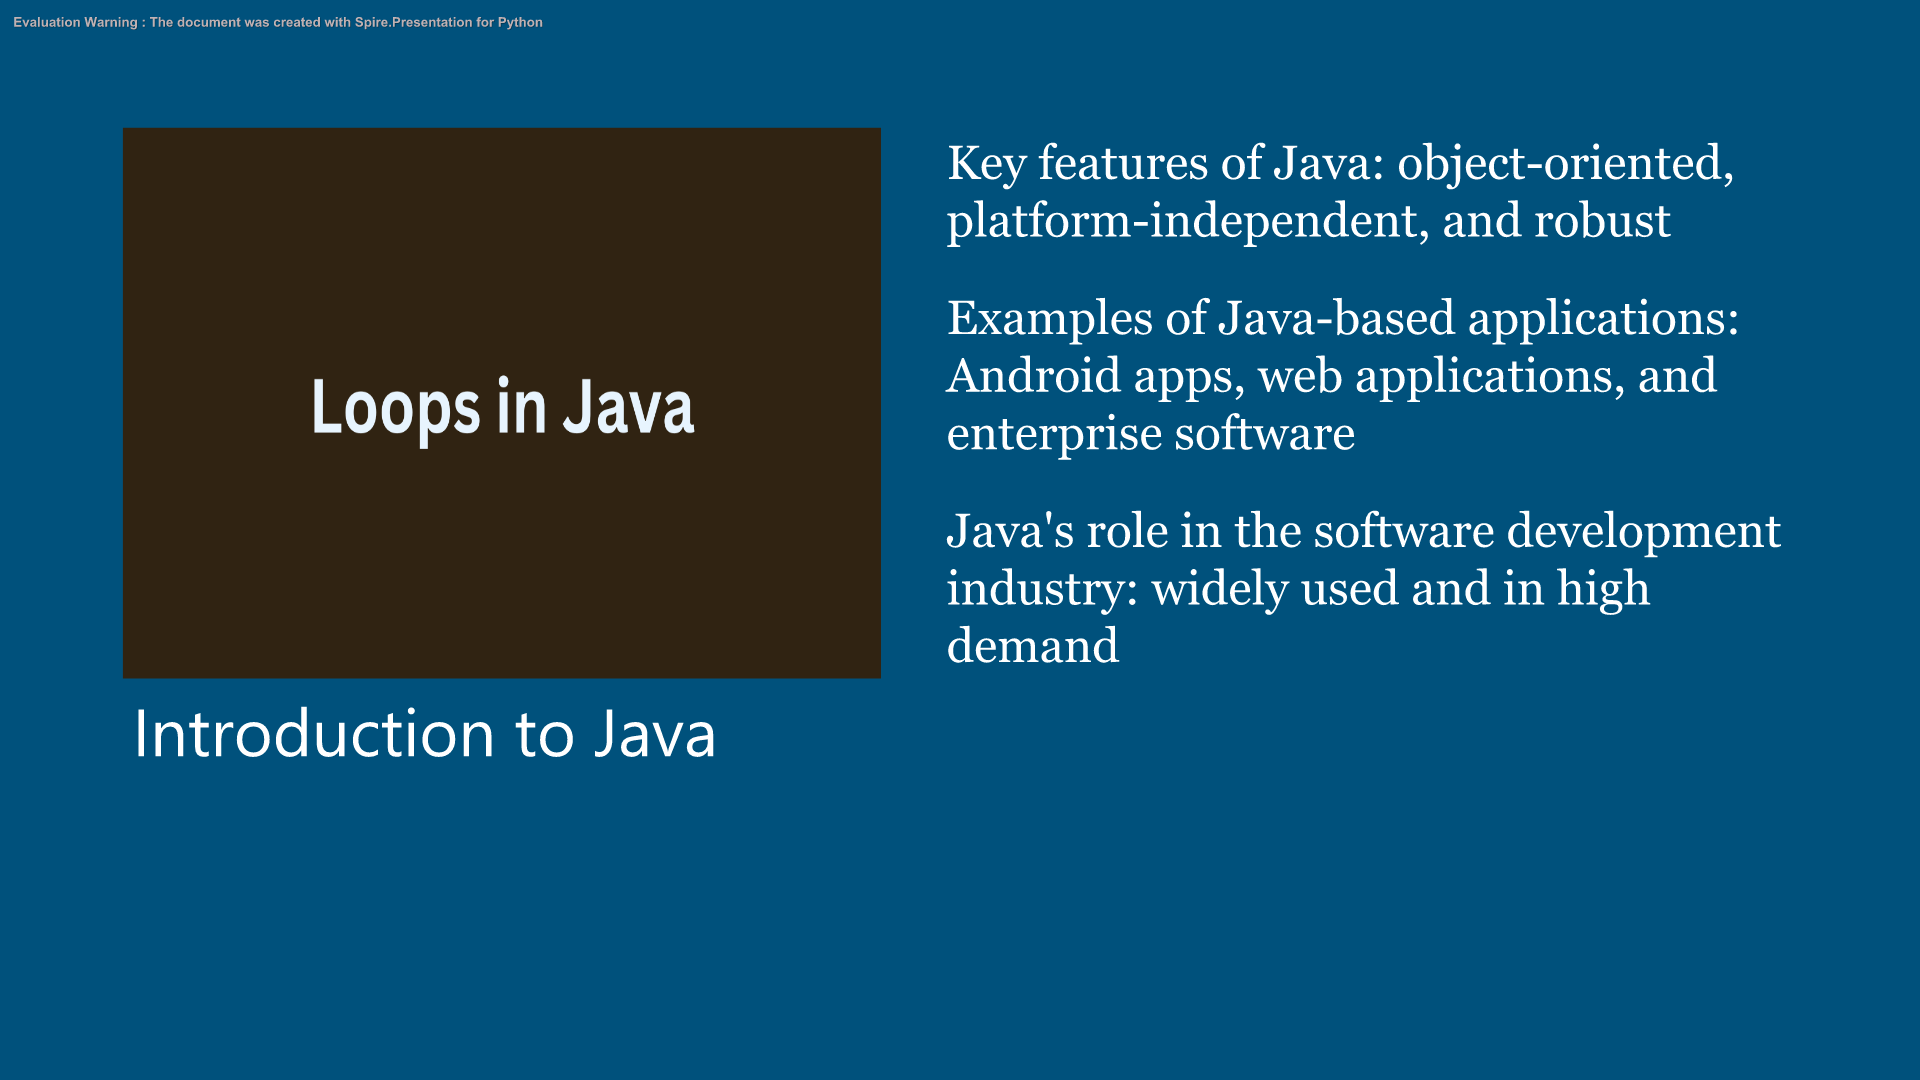 Evaluation Warning : The document was created with Spire.Presentation for Python
Loops in Java
Introduction to Java
Key features of Java: object-oriented,
platform-independent, and robust
Examples of Java-based applications:
Android apps, web applications, and
enterprise software
Java's role in the software development
industry: widely used and in high
demand